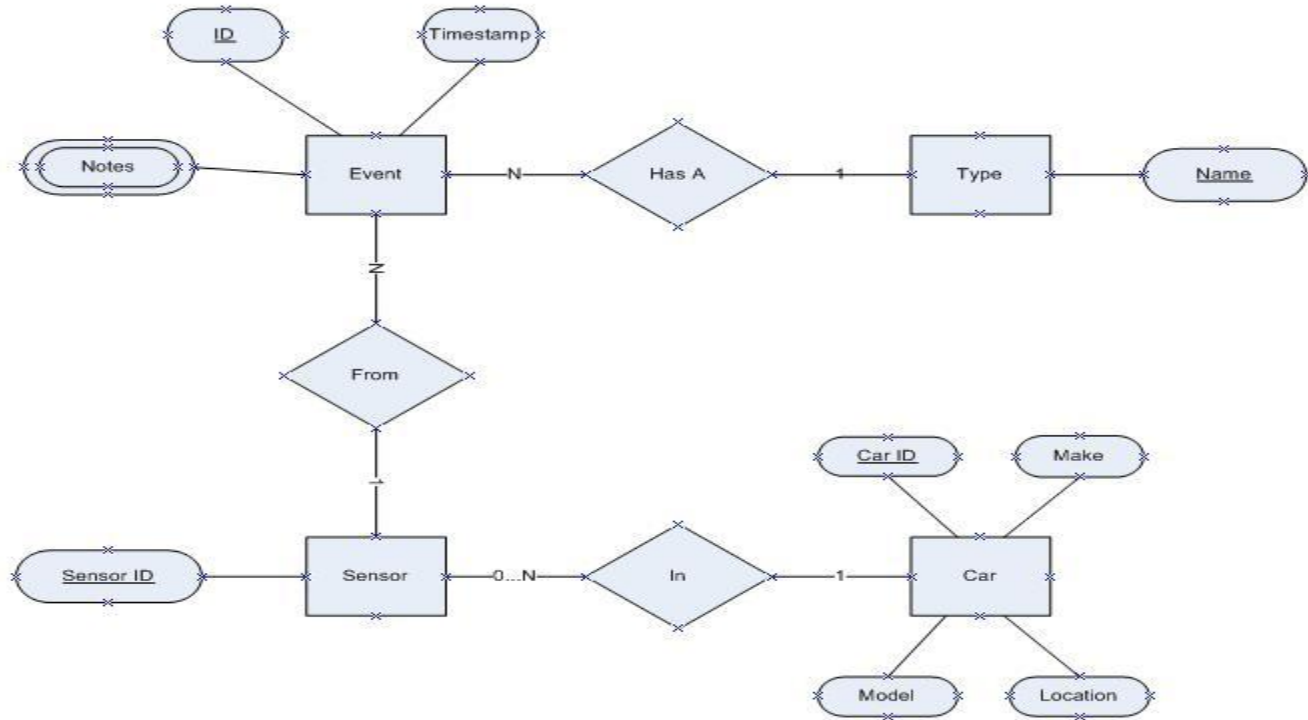 ID
Timestamp
Notes
Event
N
Has A
1
Type
Name
N
From
1
Car ID
Make
Sensor ID
Sensor
0...N
In
1
Car
Model
Location